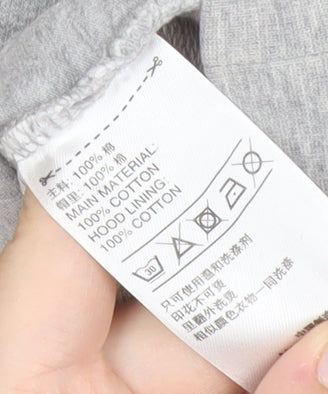 主料: 100% 棉
帽里: 100% 棉
MAIN MATERIAL:
100% COTTON
HOOD LINING:
100% COTTON
30
只可使用温和洗涤剂
印花不可烫
里翻外洗烫
相似颜色衣物一同洗涤